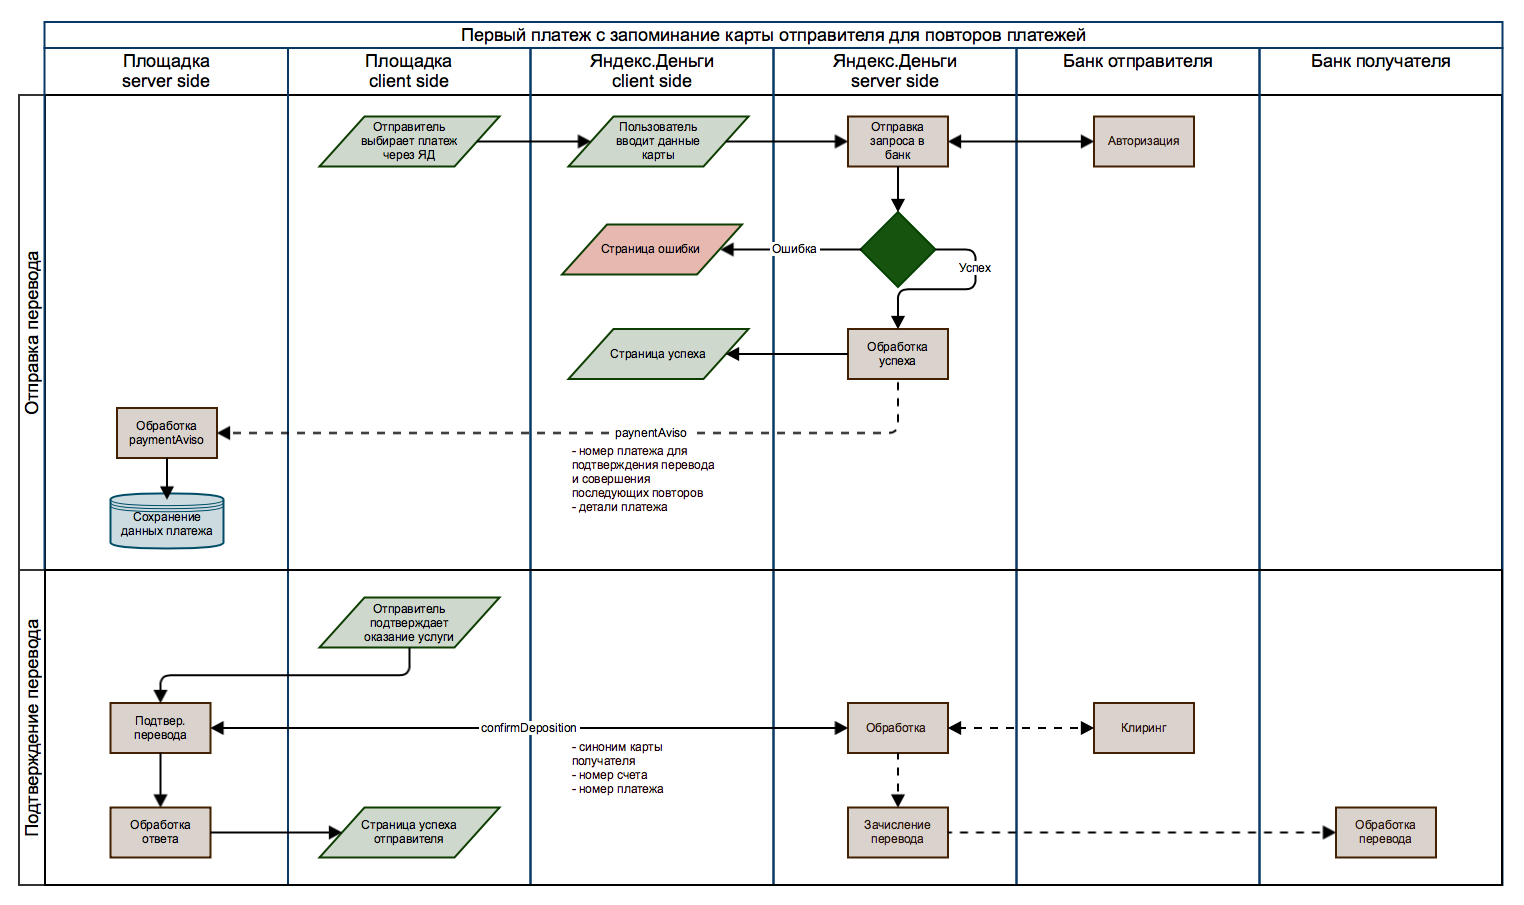 Первый платеж с запоминание карты отправителя для повторов платежей
Площадка
server side
Площадка
client side
Яндекс.Деньги
client side
Яндекс.Деньги
server side
Банк отправителя
Банк получателя
Отправка перевода
Отправитель
выбирает платеж
через ЯД
Пользователь
вводит данные
карты
Отправка
запроса в
банк
Авторизация
Страница ошибки
Ошибка
Успех
Страница успеха
Обработка
успеха
Обработка
paymentAviso
paynentAviso
- номер платежа для
подтверждения перевода
и совершения
последующих повторов
- детали платежа
Сохранение
данных платежа
Подтверждение перевода
Отправитель
подтверждает
оказание услуги
Подтвер.
перевода
confirmDeposition
- синоним карты
получателя
- номер счета
- номер платежа
Обработка
Клиринг
Обработка
ответа
Страница успеха
отправителя
Зачисление
перевода
Обработка
перевода